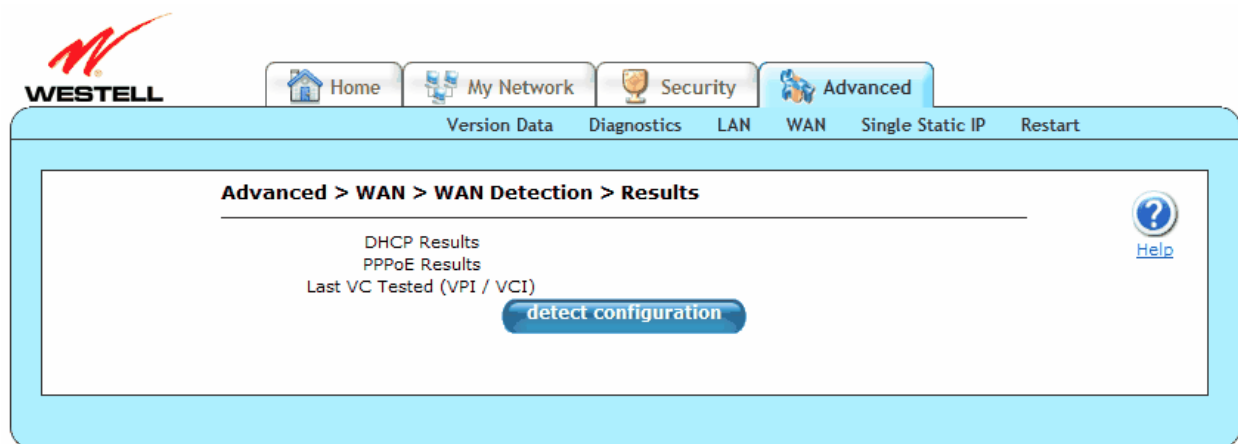 WESTELL
Home My Network Security Advanced
Version Data Diagnostics LAN WAN Single Static IP Restart
Advanced > WAN > WAN Detection > Results
? Help
DHCP Results
PPPoE Results
Last VC Tested (VPI / VCI)
detect configuration